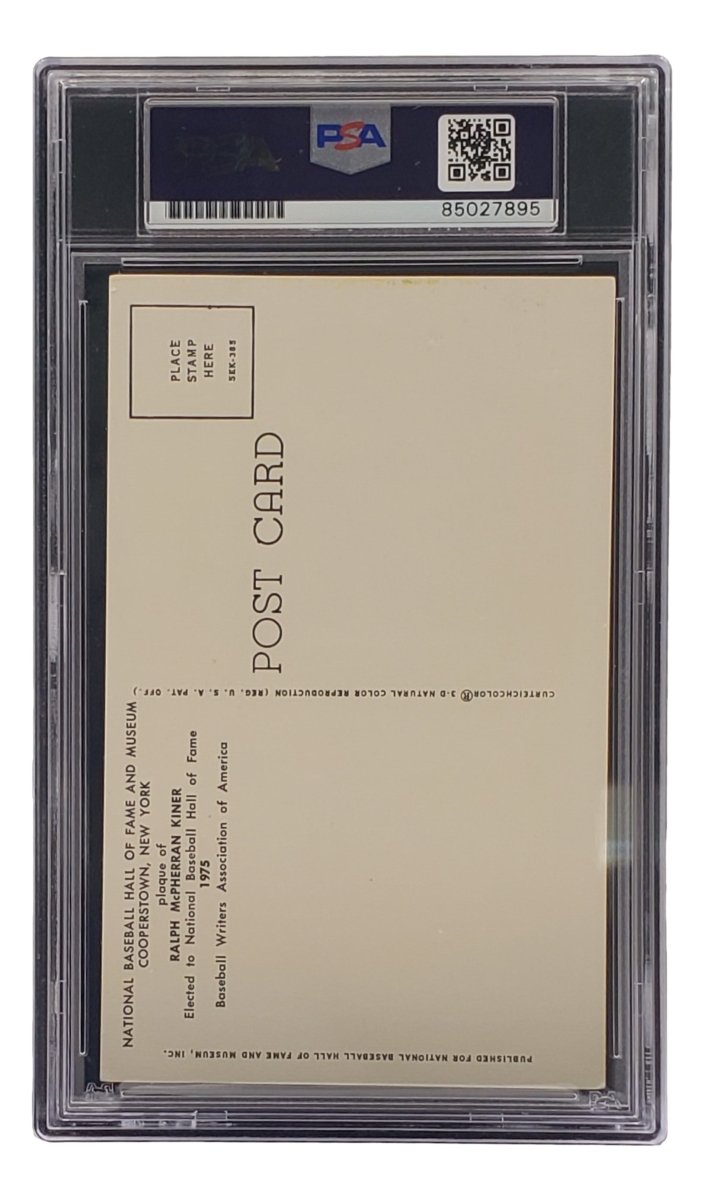 PSA
85027895
PLACE
STAMP
HERE
5EK-385
POST CARD
CURTEICHCOLOR® 3-D NATURAL COLOR REPRODUCTION (REG. U. S. A. PAT. OFF.)
NATIONAL BASEBALL HALL OF FAME AND MUSEUM
COOPERSTOWN, NEW YORK
plaque of
RALPH McPHERRAN KINER
Elected to National Baseball Hall of Fame
1975
Baseball Writers Association of America
PUBLISHED FOR NATIONAL BASEBALL HALL OF FAME AND MUSEUM, INC.